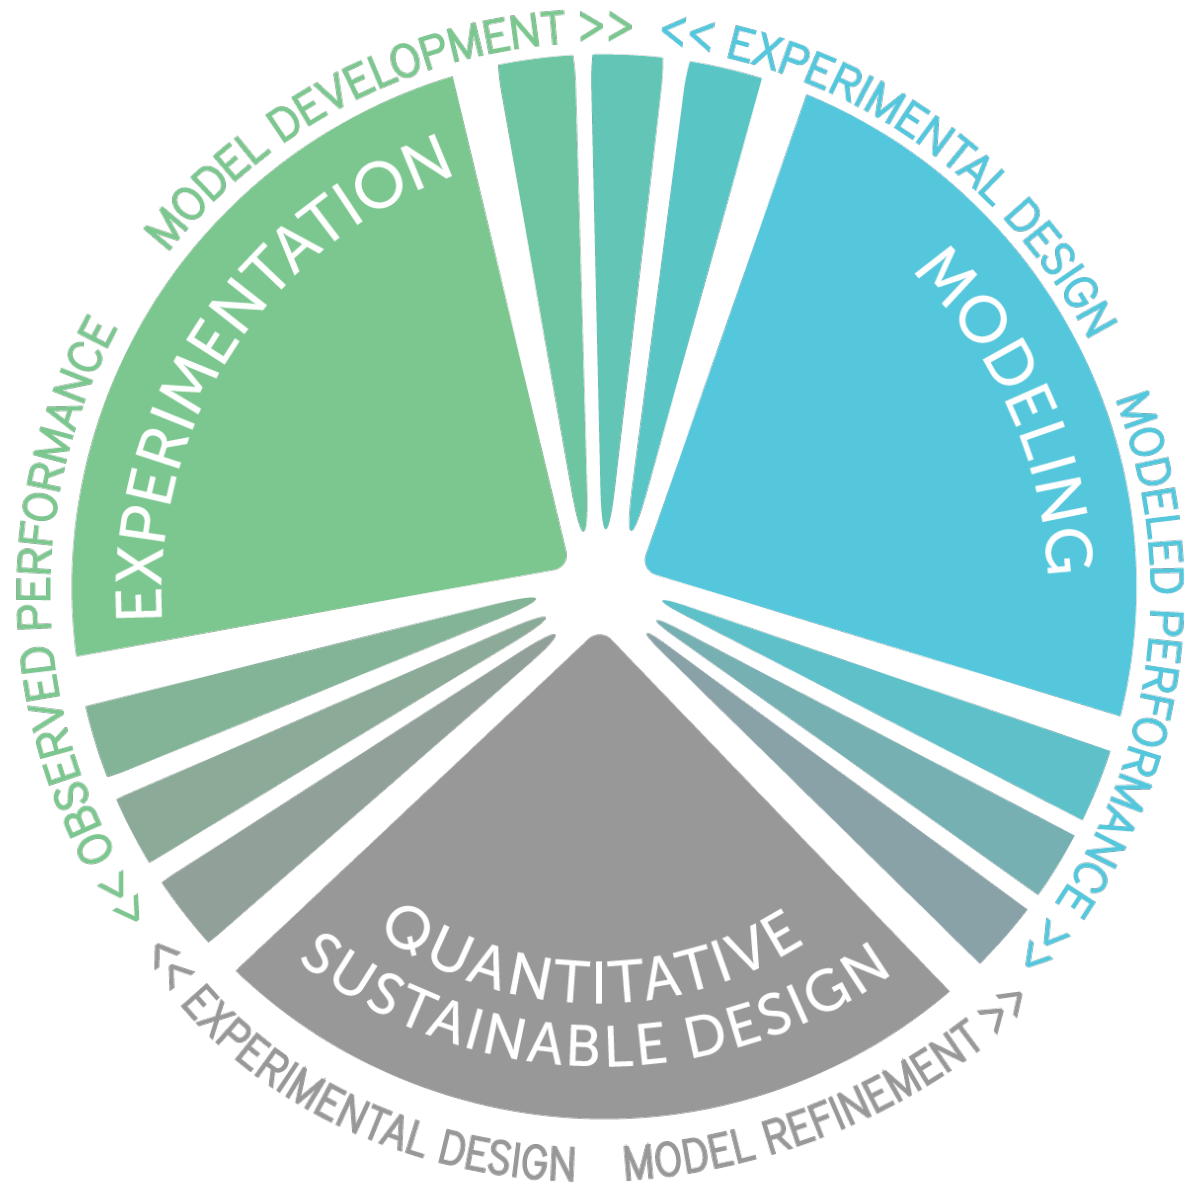 MODEL DEVELOPMENT >>
<< EXPERIMENTAL DESIGN
EXPERIMENTATION
MODELING
<< OBSERVED PERFORMANCE
MODELED PERFORMANCE >>
QUANTITATIVE
SUSTAINABLE DESIGN
<< EXPERIMENTAL DESIGN
MODEL REFINEMENT >>